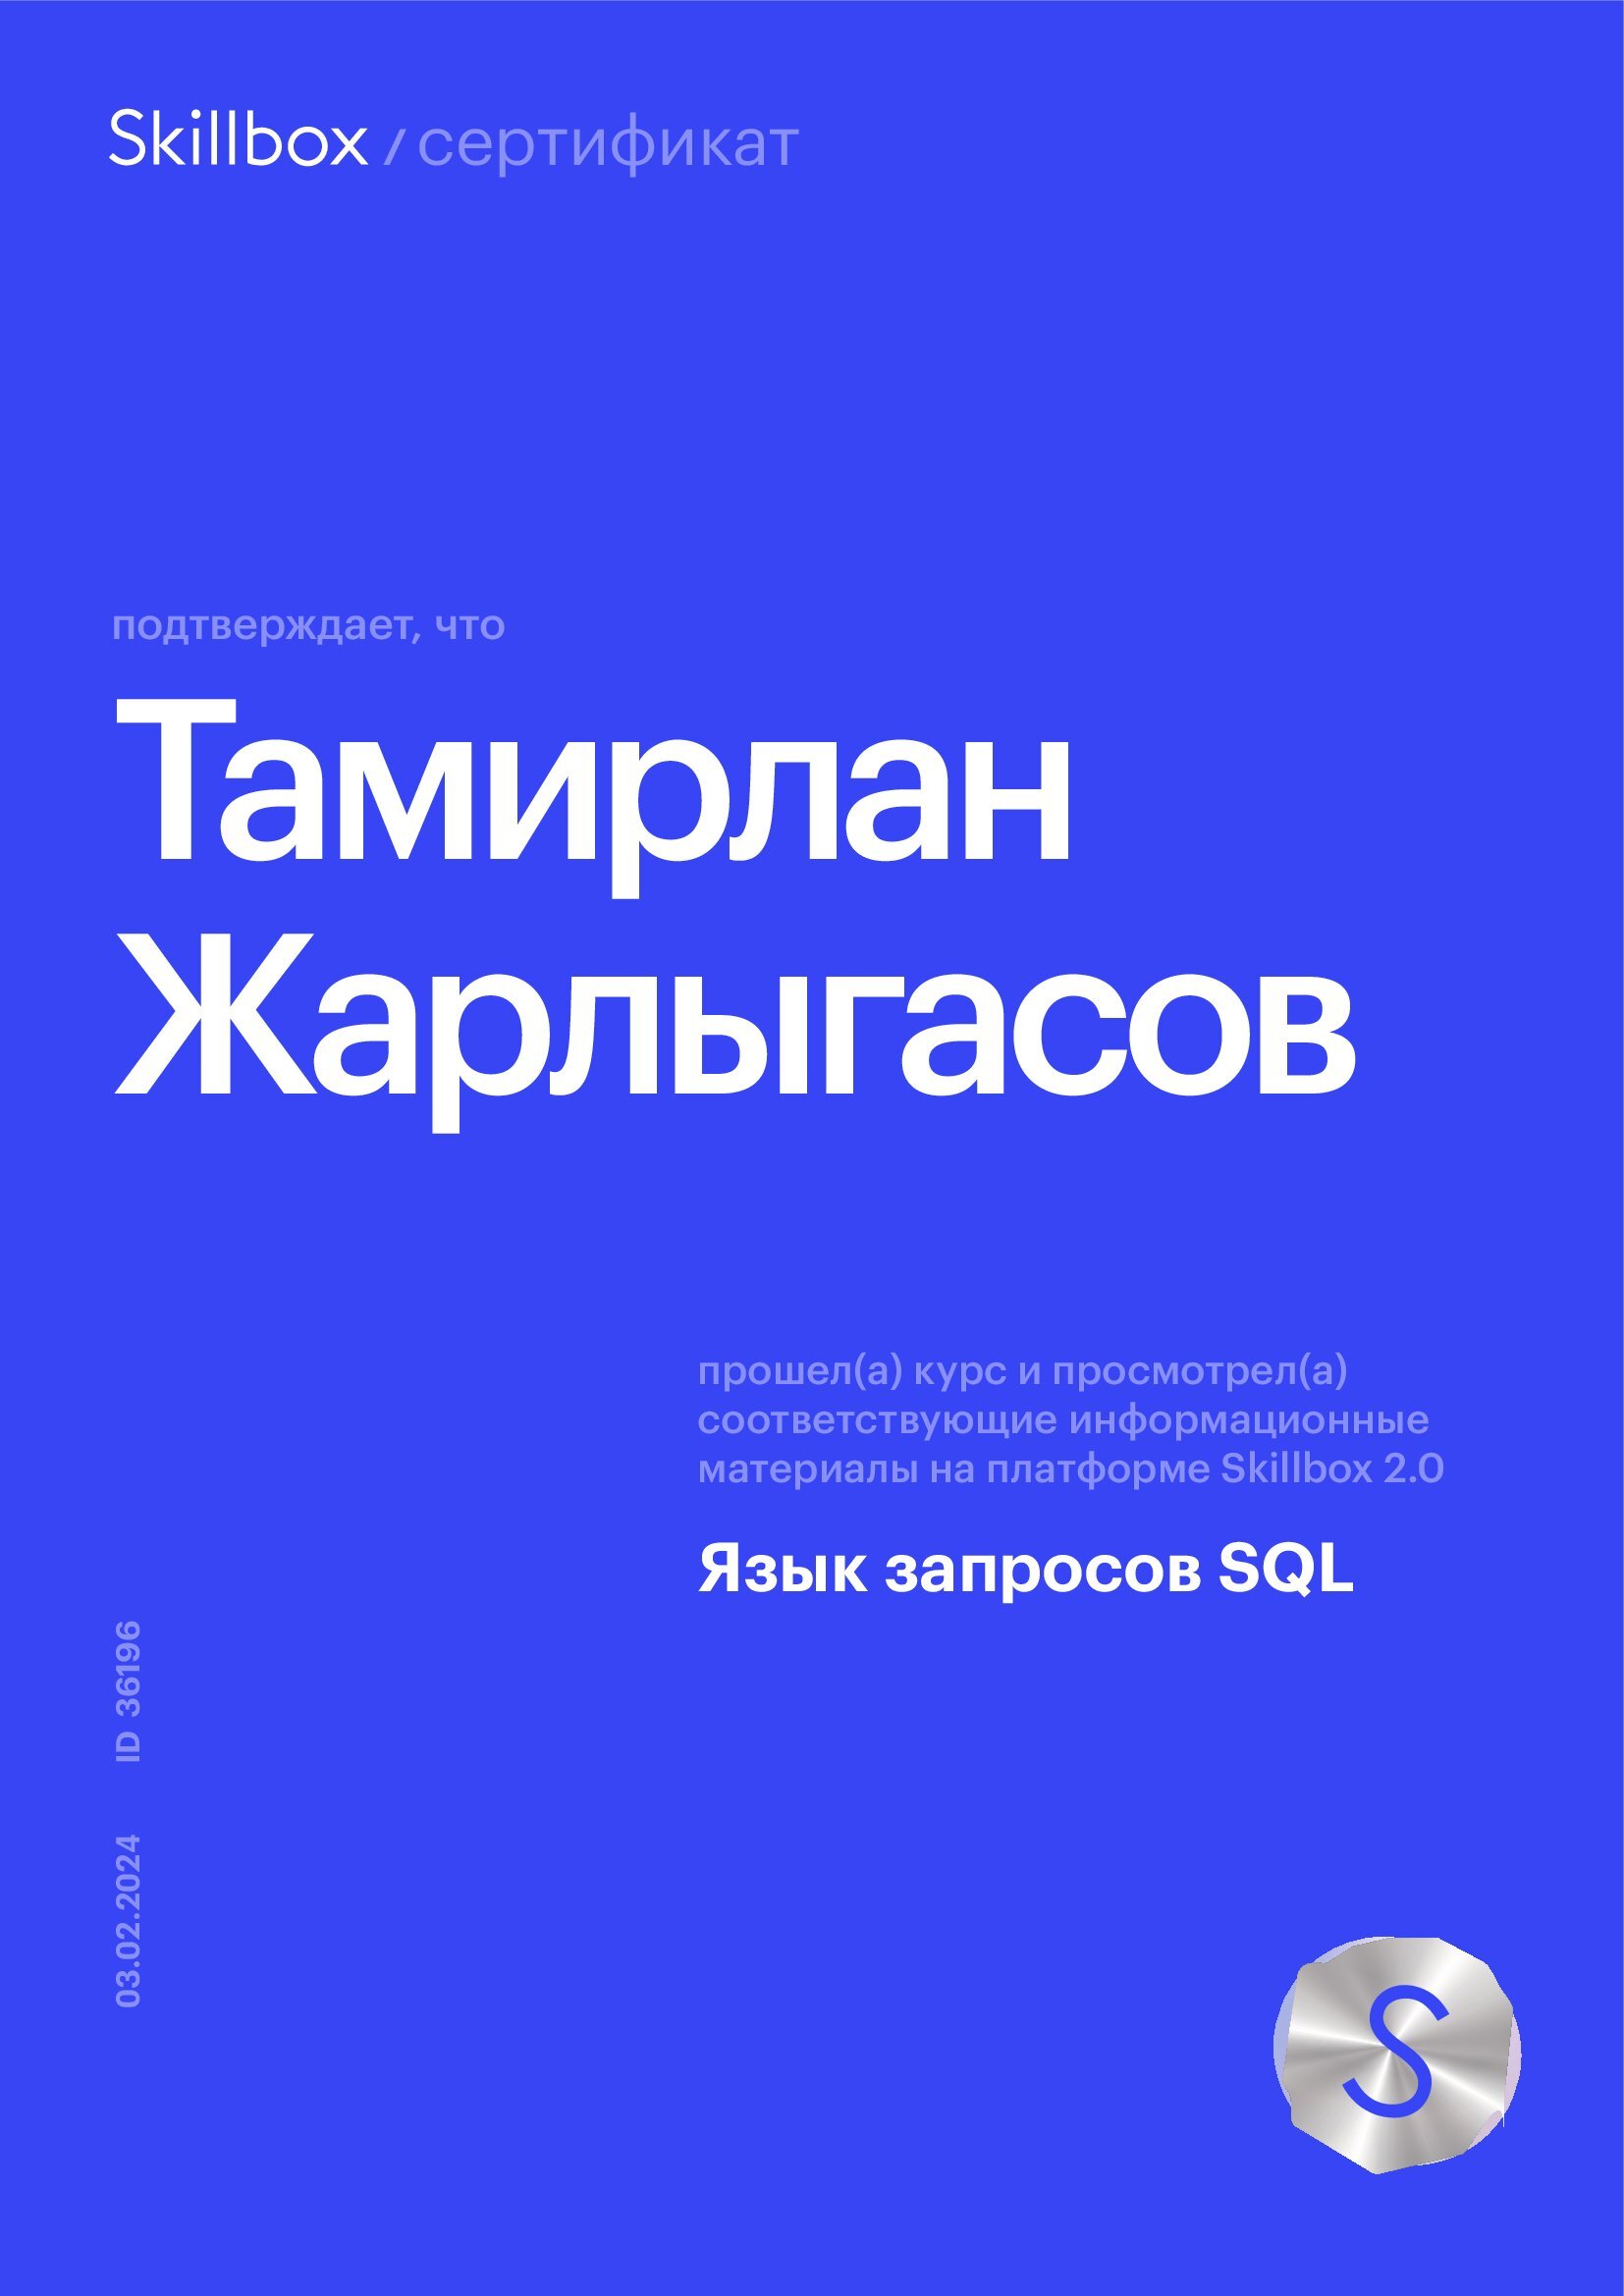 Skillbox / сертификат
подтверждает, что
Тамирлан
Жарлыгасов
прошел(а) курс и просмотрел(а)
соответствующие информационные
материалы на платформе Skillbox 2.0
Язык запросов SQL
03.02.2024 ID 36196
S